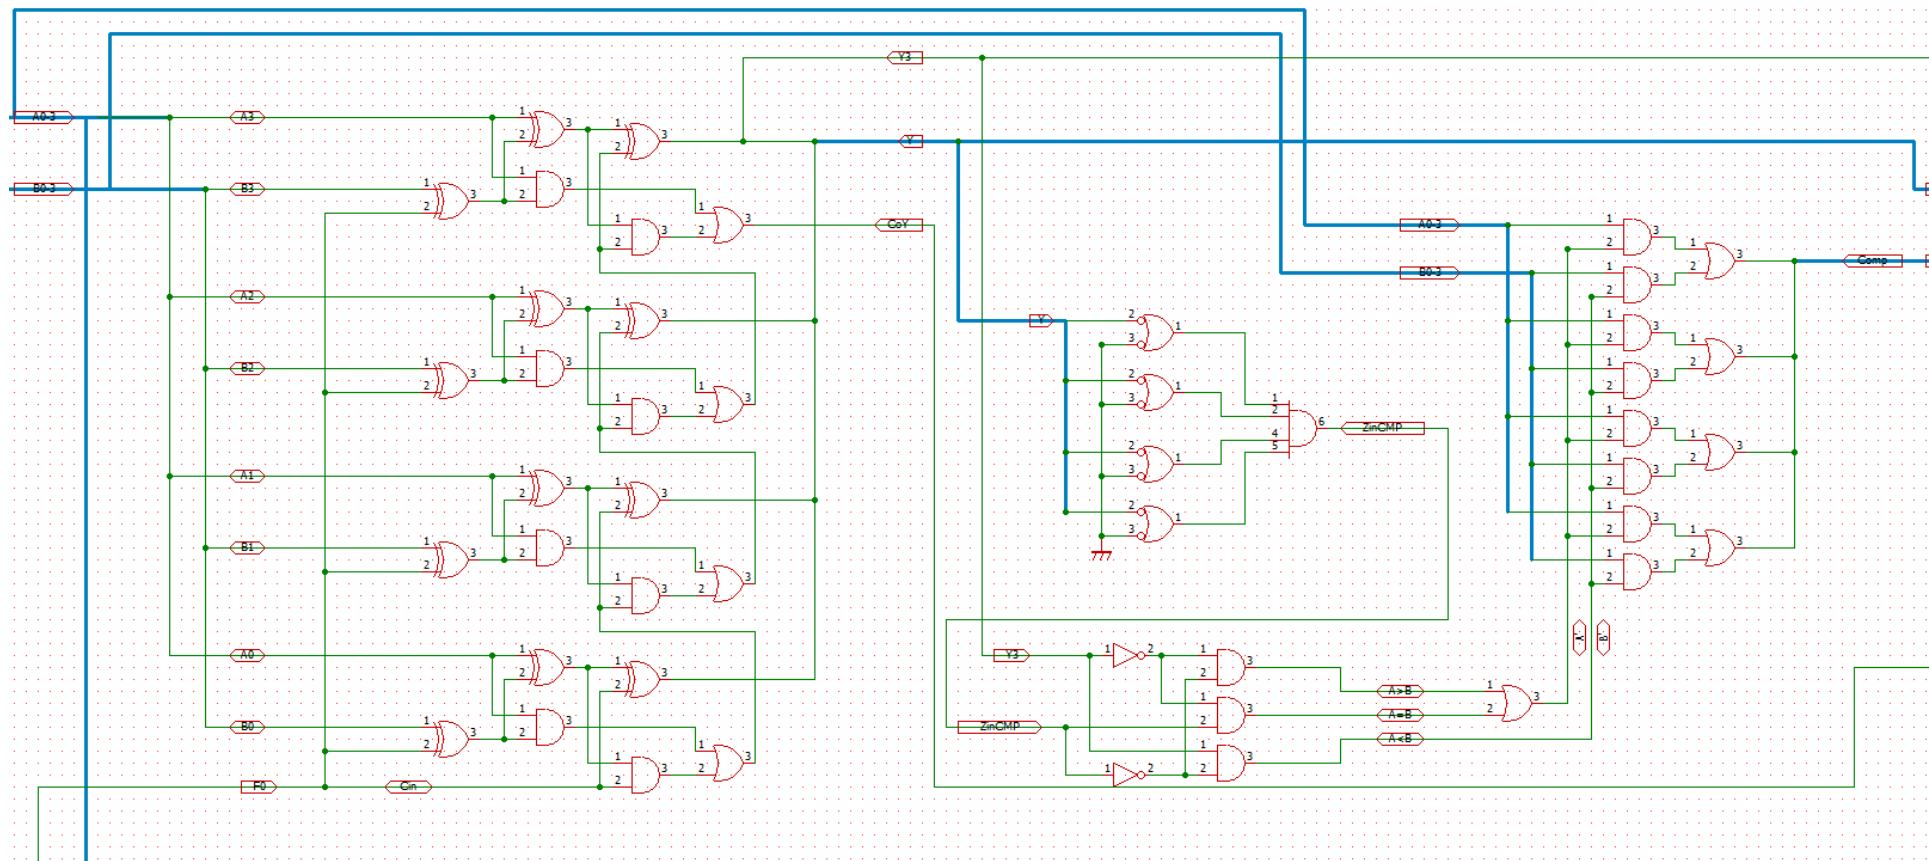 Y3
A0-3
A3
Y
B0-3
B3
CoY
A0-3
Comp
B0-3
A2
Y
B2
ZinCMP
A1
B1
'A'
'B'
A0
Y3
A>B
A=B
B0
ZinCMP
A<B
F0
Cin